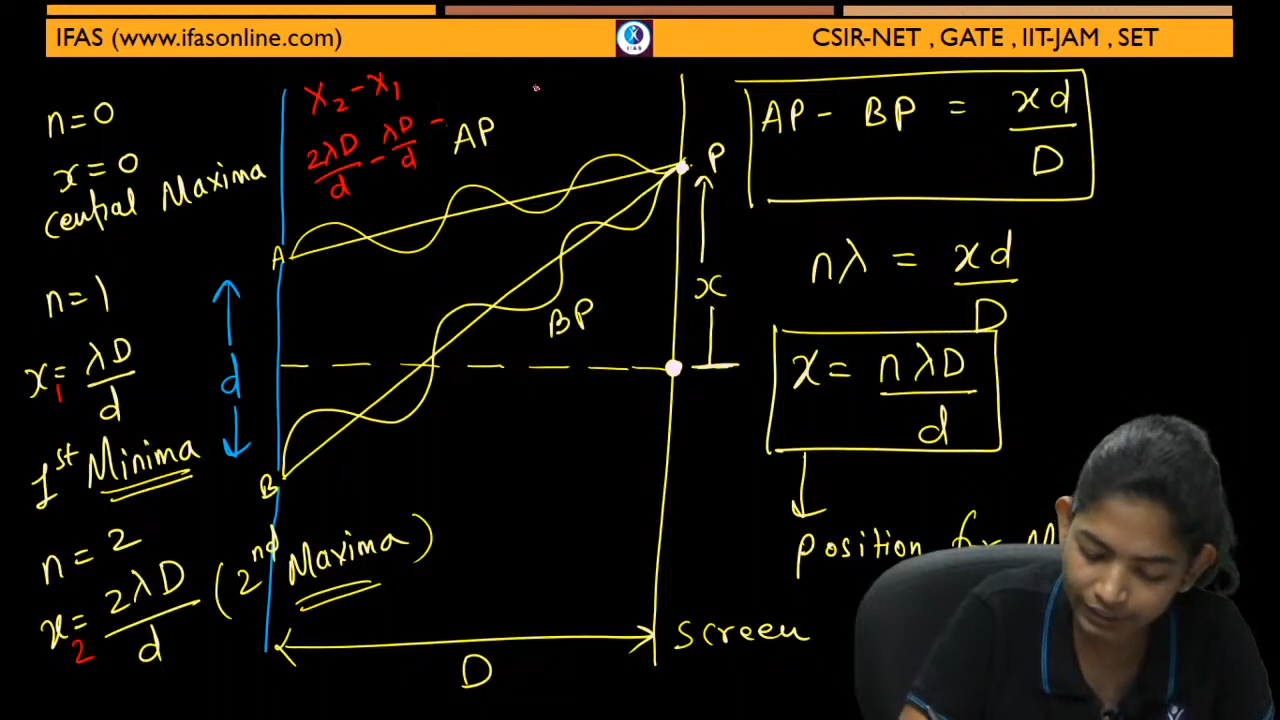 IFAS (www.ifasonline.com)
IFAS
CSIR-NET , GATE , IIT-JAM , SET
n=0
x=0
Central Maxima
n=1
x₁= λD/d
1st Minima
n=2
x₂= 2λD/d (2nd Maxima)
x₂-x₁
2λD/d - λD/d =
AP
A
B
P
BP
d
x
D
Screen
AP - BP = xd/D
nλ = xd/D
x = nλD/d
Position for